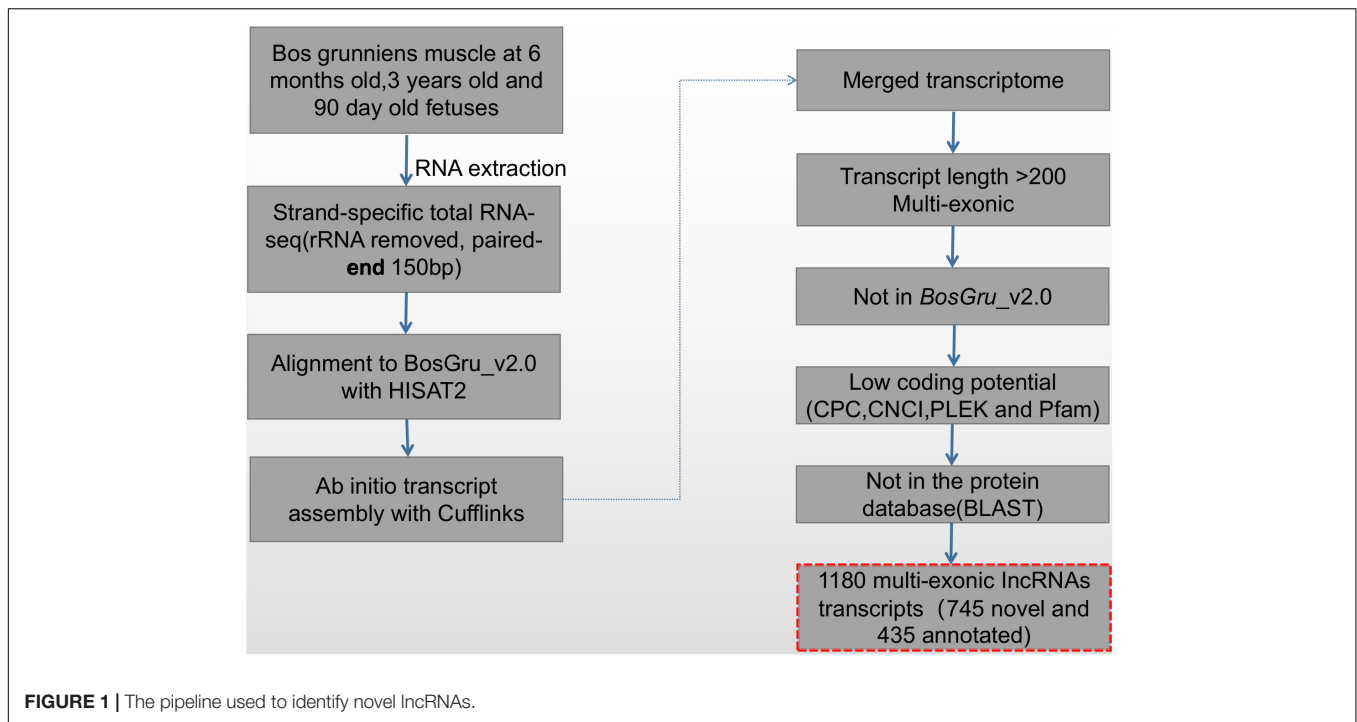 Bos grunniens muscle at 6
months old,3 years old and
90 day old fetuses
RNA extraction
Strand-specific total RNA-
seq(rRNA removed, paired-
end 150bp)
Alignment to BosGru_v2.0
with HISAT2
Ab initio transcript
assembly with Cufflinks
Merged transcriptome
Transcript length >200
Multi-exonic
Not in BosGru_v2.0
Low coding potential
(CPC,CNCI,PLEK and Pfam)
Not in the protein
database(BLAST)
1180 multi-exonic lncRNAs
transcripts (745 novel and
435 annotated)
FIGURE 1 | The pipeline used to identify novel lncRNAs.